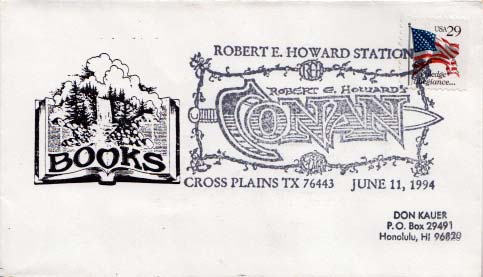 USA 29
I pledge
allegiance...
ROBERT E. HOWARD STATION
ROBERT E. HOWARD'S
CONAN
BOOKS
CROSS PLAINS TX 76443 JUNE 11, 1994
DON KAUER
P.O. Box 29491
Honolulu, HI 96820